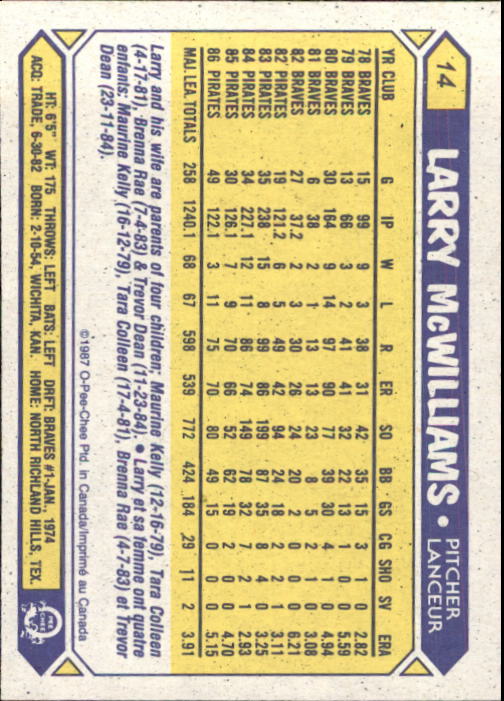 14
LARRY McWILLIAMS • PITCHER
LANCEUR
YR CLUB G IP W L R ER SO BB GS CG SHO SV ERA
78 BRAVES 15 99 9 3 38 31 42 35 15 3 1 0 2.82
79 BRAVES 13 66 3 2 41 41 32 22 13 1 0 0 5.59
80 BRAVES 30 164 9 14 97 90 77 39 30 4 1 0 4.94
81 BRAVES 6 38 2 1 13 13 23 8 5 2 1 0 3.08
82 BRAVES 27 37.2 2 3 30 26 24 20 2 0 0 0 6.21
82 PIRATES 19 121.2 6 5 49 42 94 24 18 2 2 1 3.11
83 PIRATES 35 238 15 8 99 86 199 87 35 8 4 0 3.25
84 PIRATES 34 227.1 12 11 86 74 149 78 32 7 2 1 2.93
85 PIRATES 30 126.1 7 9 70 66 52 62 19 2 0 0 4.70
86 PIRATES 49 122.1 3 11 75 70 80 49 15 0 0 0 5.15
MAJ. LEA. TOTALS 258 1240.1 68 67 598 539 772 424 184 29 11 2 3.91
Larry and his wife are parents of four children; Maurine Kelly (12-16-79), Tara Colleen
(4-17-81), Brenna Rae (7-4-83) & Trevor Dean (11-23-84). • Larry et sa femme ont quatre
enfants: Maurine Kelly (16-12-79), Tara Colleen (17-4-81), Brenna Rae (4-7-83) et Trevor
Dean (23-11-84).
©1987 O-Pee-Chee Ptd. in Canada/Imprimé au Canada
HT: 6'5" WT: 175 THROWS: LEFT BATS: LEFT DRFT: BRAVES #1-JAN., 1974
ACQ: TRADE, 6-30-82 BORN: 2-10-54, WICHITA, KAN. HOME: NORTH RICHLAND HILLS, TEX.
O
PEE
CHEE